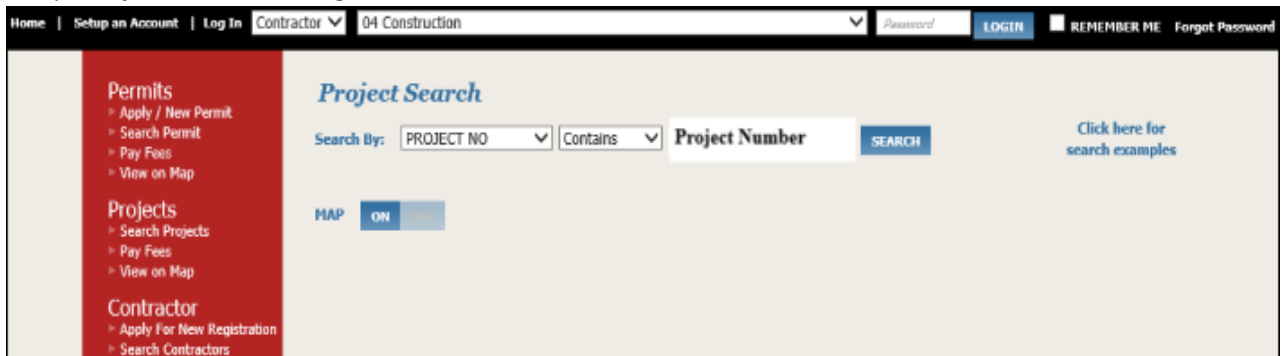 Home | Setup an Account | Log In Contractor 04 Construction Password LOGIN REMEMBER ME Forgot Password
Permits
Apply / New Permit
Search Permit
Pay Fees
View on Map
Projects
Search Projects
Pay Fees
View on Map
Contractor
Apply For New Registration
Search Contractors
Project Search
Search By: PROJECT NO Contains Project Number SEARCH
Click here for
search examples
MAP ON